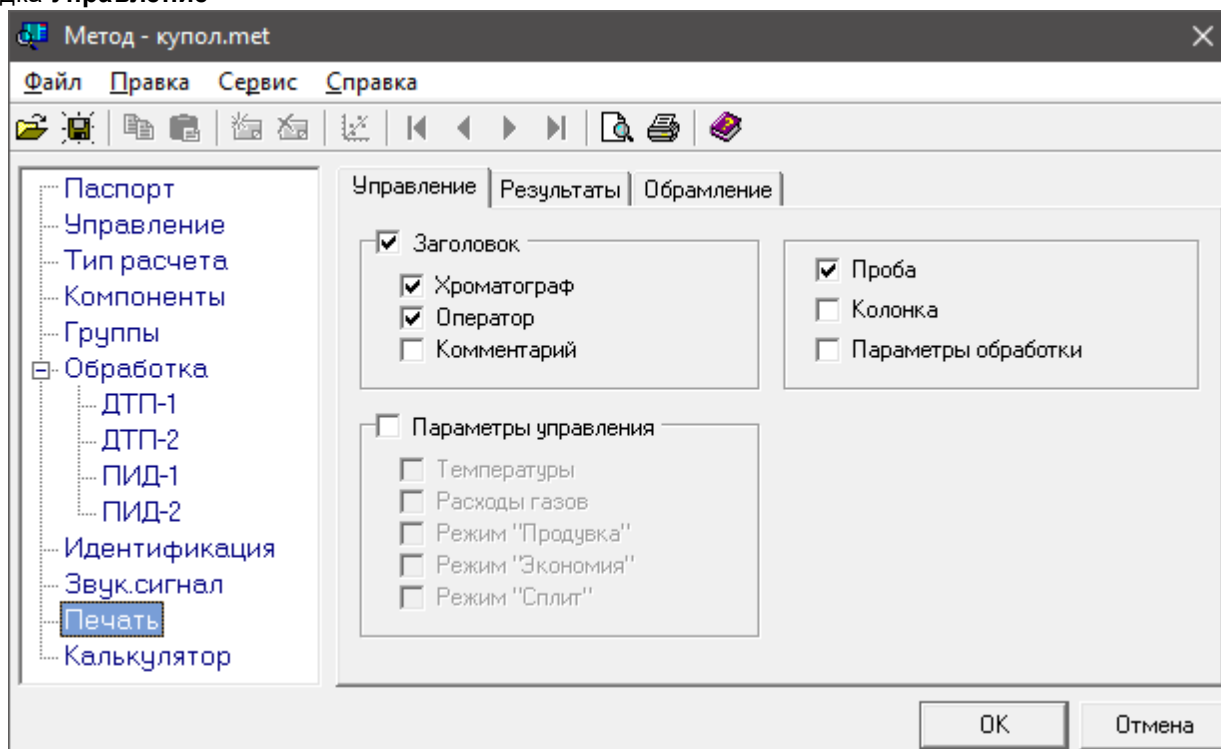 дка Управление
Метод - купол.met
Файл Правка Сервис Справка
Паспорт
Управление
Тип расчета
Компоненты
Группы
Обработка
ДТП-1
ДТП-2
ПИД-1
ПИД-2
Идентификация
Звук.сигнал
Печать
Калькулятор
Управление Результаты Обрамление
Заголовок
Хроматограф
Оператор
Комментарий
Проба
Колонка
Параметры обработки
Параметры управления
Температуры
Расходы газов
Режим "Продувка"
Режим "Экономия"
Режим "Сплит"
OK Отмена